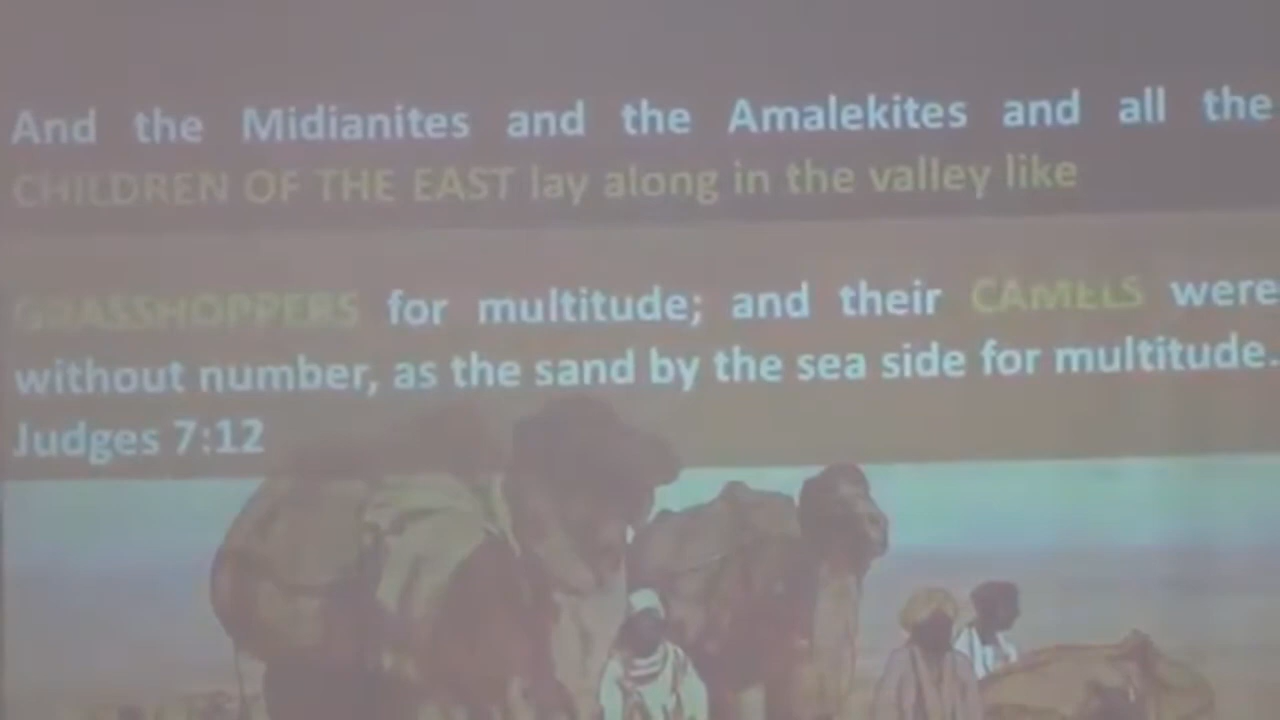 And the Midianites and the Amalekites and all the
CHILDREN OF THE EAST lay along in the valley like
GRASSHOPPERS for multitude; and their CAMELS were
without number, as the sand by the sea side for multitude.
Judges 7:12